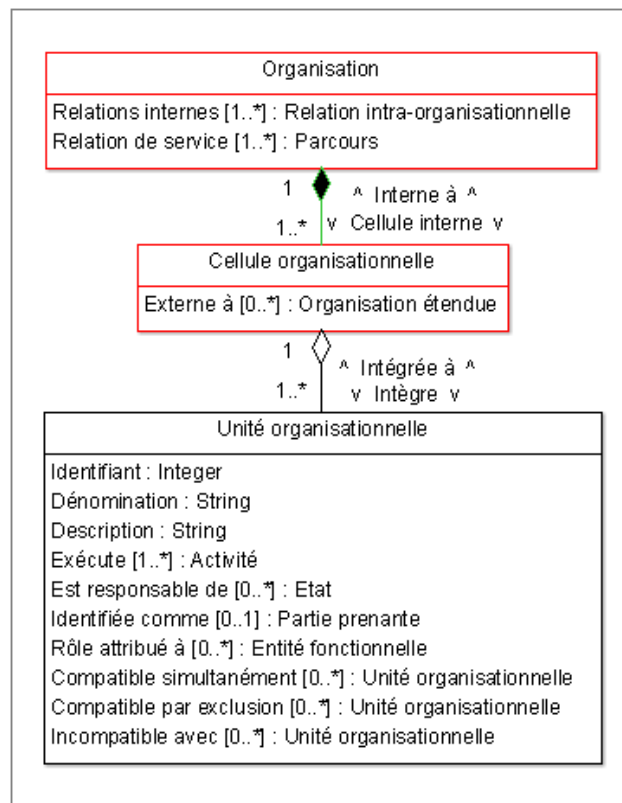 Organisation
Relations internes [1..*] : Relation intra-organisationnelle
Relation de service [1..*] : Parcours
1
^ Interne à ^
1..*
v Cellule interne v
Cellule organisationnelle
Externe à [0..*] : Organisation étendue
1
^ Intégrée à ^
1..*
v Intègre v
Unité organisationnelle
Identifiant : Integer
Dénomination : String
Description : String
Exécute [1..*] : Activité
Est responsable de [0..*] : Etat
Identifiée comme [0..1] : Partie prenante
Rôle attribué à [0..*] : Entité fonctionnelle
Compatible simultanément [0..*] : Unité organisationnelle
Compatible par exclusion [0..*] : Unité organisationnelle
Incompatible avec [0..*] : Unité organisationnelle